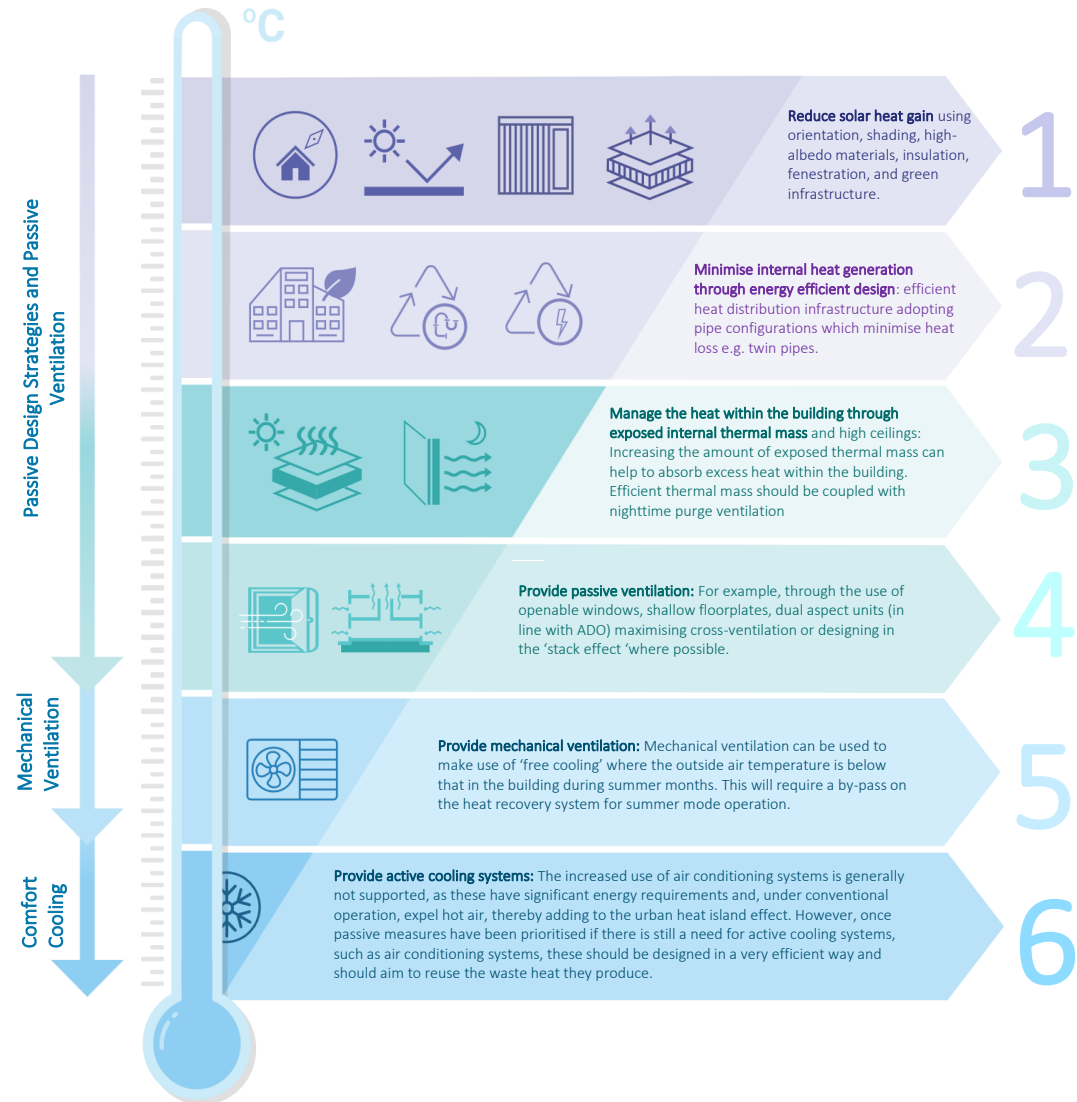 °C
Reduce solar heat gain using
orientation, shading, high-
albedo materials, insulation,
fenestration, and green
infrastructure.
1
Minimise internal heat generation
through energy efficient design: efficient
heat distribution infrastructure adopting
pipe configurations which minimise heat
loss e.g. twin pipes.
2
Manage the heat within the building through
exposed internal thermal mass and high ceilings:
Increasing the amount of exposed thermal mass can
help to absorb excess heat within the building.
Efficient thermal mass should be coupled with
nighttime purge ventilation
3
Provide passive ventilation: For example, through the use of
openable windows, shallow floorplates, dual aspect units (in
line with ADO) maximising cross-ventilation or designing in
the ‘stack effect ‘where possible.
4
Passive Design Strategies and Passive
Ventilation
Provide mechanical ventilation: Mechanical ventilation can be used to
make use of ‘free cooling’ where the outside air temperature is below
that in the building during summer months. This will require a by-pass on
the heat recovery system for summer mode operation.
5
Mechanical
Ventilation
Provide active cooling systems: The increased use of air conditioning systems is generally
not supported, as these have significant energy requirements and, under conventional
operation, expel hot air, thereby adding to the urban heat island effect. However, once
passive measures have been prioritised if there is still a need for active cooling systems,
such as air conditioning systems, these should be designed in a very efficient way and
should aim to reuse the waste heat they produce.
6
Comfort
Cooling